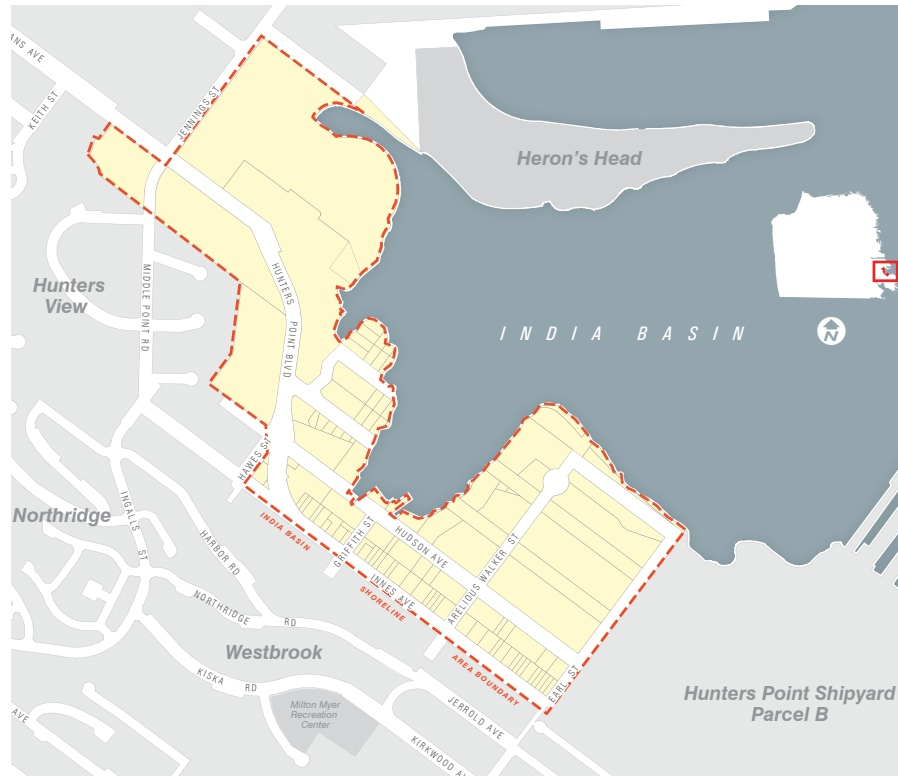 ANS AVE
KEITH ST
JENNINGS ST
Heron's Head
Hunters
View
MIDDLE POINT RD
HUNTERS POINT BLVD
INDIA BASIN
N
HAWES ST
Northridge
INGALLS ST
HARBOR RD
INDIA BASIN
GRIFFITH ST
HUDSON AVE
INNES AVE
ARELIOUS WALKER ST
SHORELINE
NORTHRIDGE RD
Westbrook
AREA BOUNDARY
EARL ST
KISKA RD
Hunters Point Shipyard
Parcel B
Milton Myer
Recreation
Center
JERROLD AVE
AVE
KIRKWOOD AV